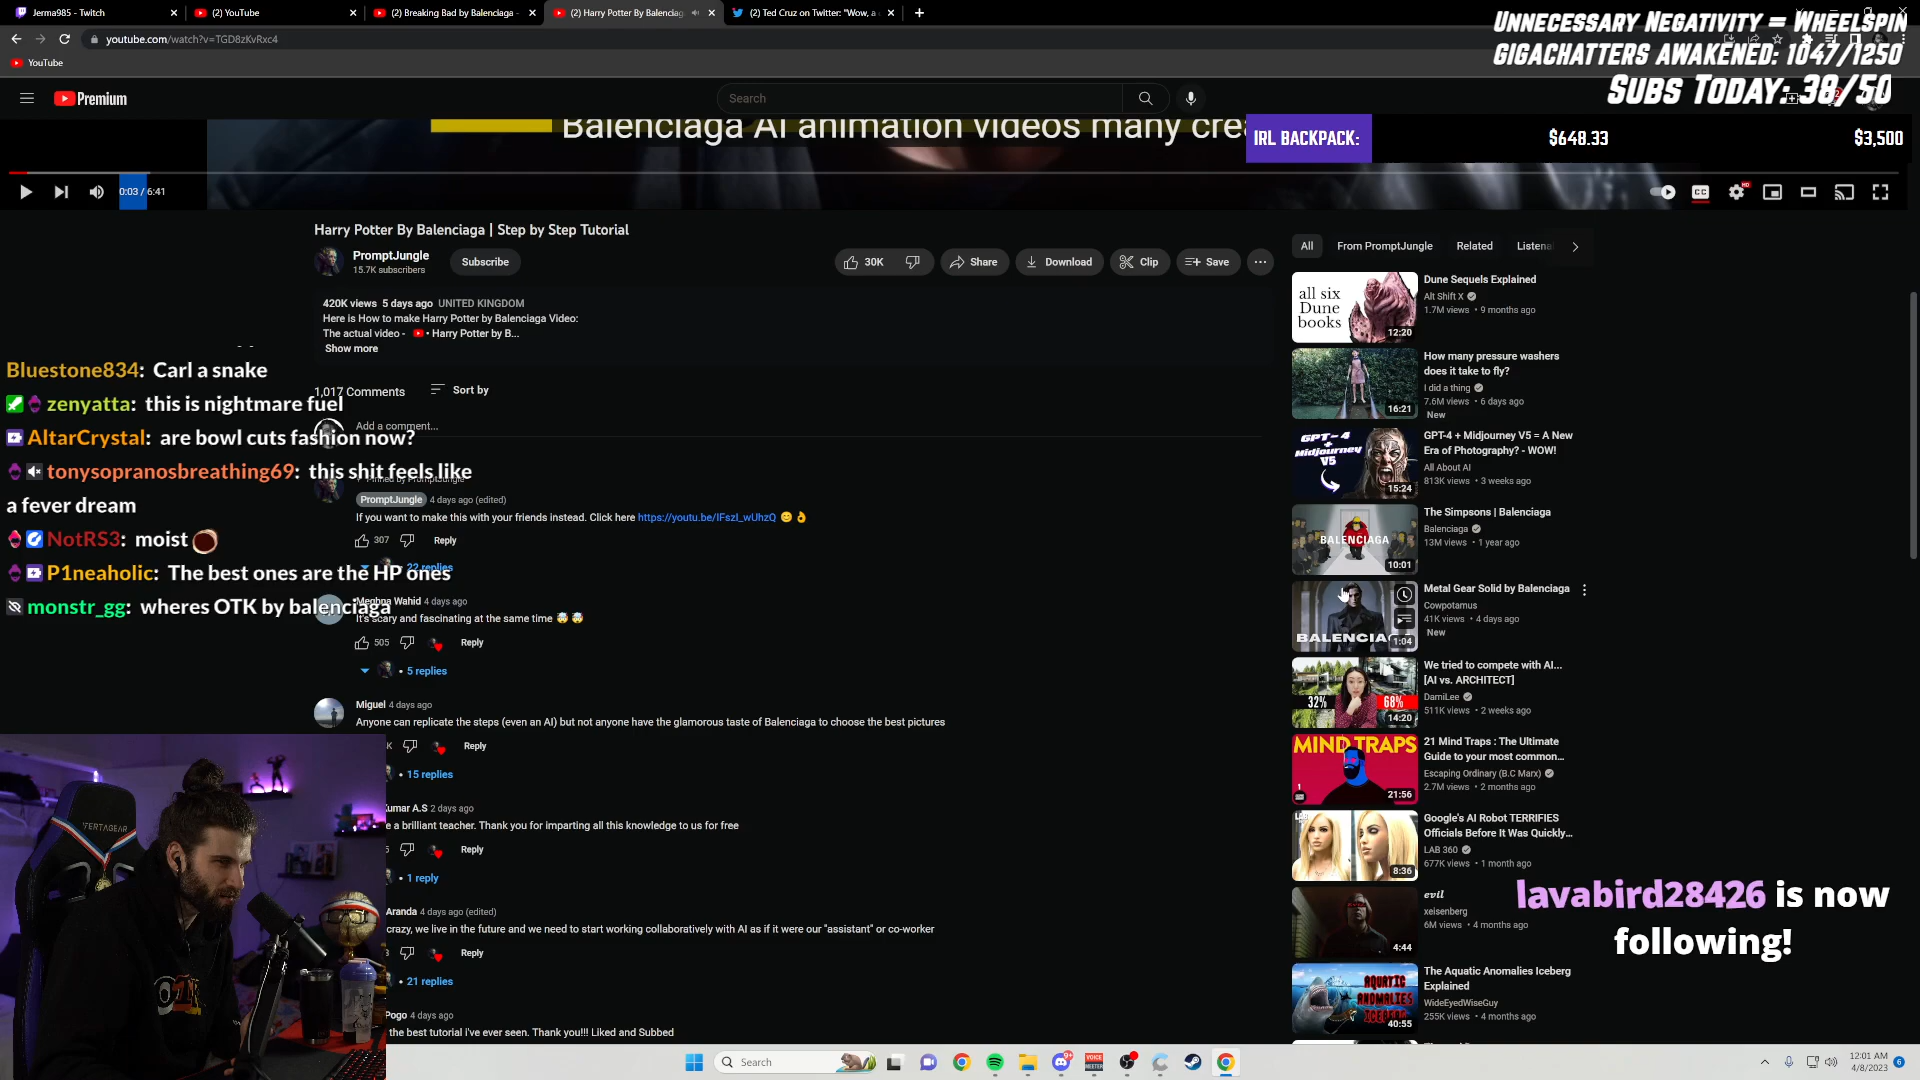 Jerma985 - Twitch
(2) YouTube
(2) Breaking Bad by Balenciaga -
(2) Harry Potter By Balenciag
(2) Ted Cruz on Twitter: "Wow, a
youtube.com/watch?v=TGD8zKvRxc4
YouTube
Unnecessary Negativity = Wheelspin
GIGACHATTERS AWAKENED: 1047/1250
Subs Today: 38/50
Premium
Search
Balenciaga AI animation videos many cre
IRL BACKPACK: $648.33 $3,500
0:03 / 6:41
Harry Potter By Balenciaga | Step by Step Tutorial
PromptJungle
15.7K subscribers
Subscribe
30K
Share
Download
Clip
Save
420K views 5 days ago UNITED KINGDOM
Here is How to make Harry Potter by Balenciaga Video:
The actual video - • Harry Potter by B...
Show more
1,017 Comments
Sort by
Add a comment...
Pinned by PromptJungle
PromptJungle 4 days ago (edited)
If you want to make this with your friends instead. Click here https://youtu.be/IFszI_wUhzQ 😊 👌
307
Reply
22 replies
Meghna Wahid 4 days ago
It's scary and fascinating at the same time 🤯 🤯
505
Reply
• 5 replies
Miguel 4 days ago
Anyone can replicate the steps (even an AI) but not anyone have the glamorous taste of Balenciaga to choose the best pictures
K
Reply
• 15 replies
umar A.S 2 days ago
e a brilliant teacher. Thank you for imparting all this knowledge to us for free
Reply
• 1 reply
Aranda 4 days ago (edited)
crazy, we live in the future and we need to start working collaboratively with AI as if it were our "assistant" or co-worker
Reply
• 21 replies
Pogo 4 days ago
the best tutorial i've ever seen. Thank you!!! Liked and Subbed
Bluestone834: Carl a snake
zenyatta: this is nightmare fuel
AltarCrystal: are bowl cuts fashion now?
tonysopranosbreathing69: this shit feels like
a fever dream
NotRS3: moist
P1neaholic: The best ones are the HP ones
monstr_gg: wheres OTK by balenciaga
All
From PromptJungle
Related
Listena
all six
Dune
books
12:20
Dune Sequels Explained
Alt Shift X
1.7M views • 9 months ago
16:21
How many pressure washers
does it take to fly?
I did a thing
7.6M views • 6 days ago
New
GPT-4 +
Midjourney
V5
15:24
GPT-4 + Midjourney V5 = A New
Era of Photography? - WOW!
All About AI
813K views • 3 weeks ago
BALENCIAGA
10:01
The Simpsons | Balenciaga
Balenciaga
13M views • 1 year ago
BALENCIAG
1:04
Metal Gear Solid by Balenciaga
Cowpotamus
41K views • 4 days ago
New
32%
68%
14:20
We tried to compete with AI...
[AI vs. ARCHITECT]
DamiLee
511K views • 2 weeks ago
MIND TRAPS
21:56
21 Mind Traps : The Ultimate
Guide to your most common...
Escaping Ordinary (B.C Marx)
2.7M views • 2 months ago
8:36
Google's AI Robot TERRIFIES
Officials Before It Was Quickly...
LAB 360
677K views • 1 month ago
4:44
evil
xeisenberg
6M views • 4 months ago
AQUATIC
ANOMALIES
ICEBERG
40:55
The Aquatic Anomalies Iceberg
Explained
WideEyedWiseGuy
255K views • 4 months ago
lavabird28426 is now
following!
FERTAGEAR
Search
9+
VOICE
MEETER
12:01 AM
4/8/2023
6